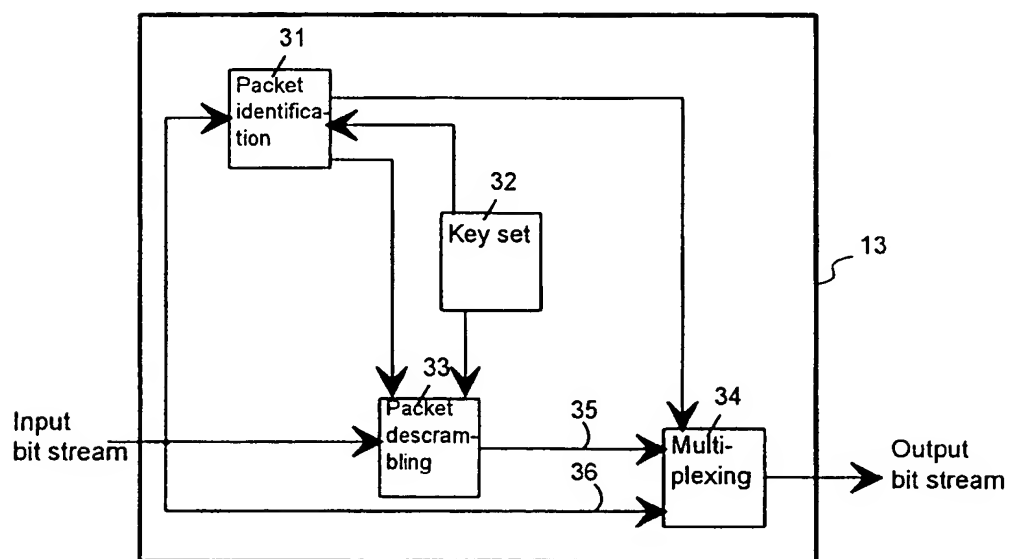 31
Packet
identifica-
tion
32
Key set
13
33
Packet
descram-
bling
35
34
Multi-
plexing
36
Input
bit stream
Output
bit stream